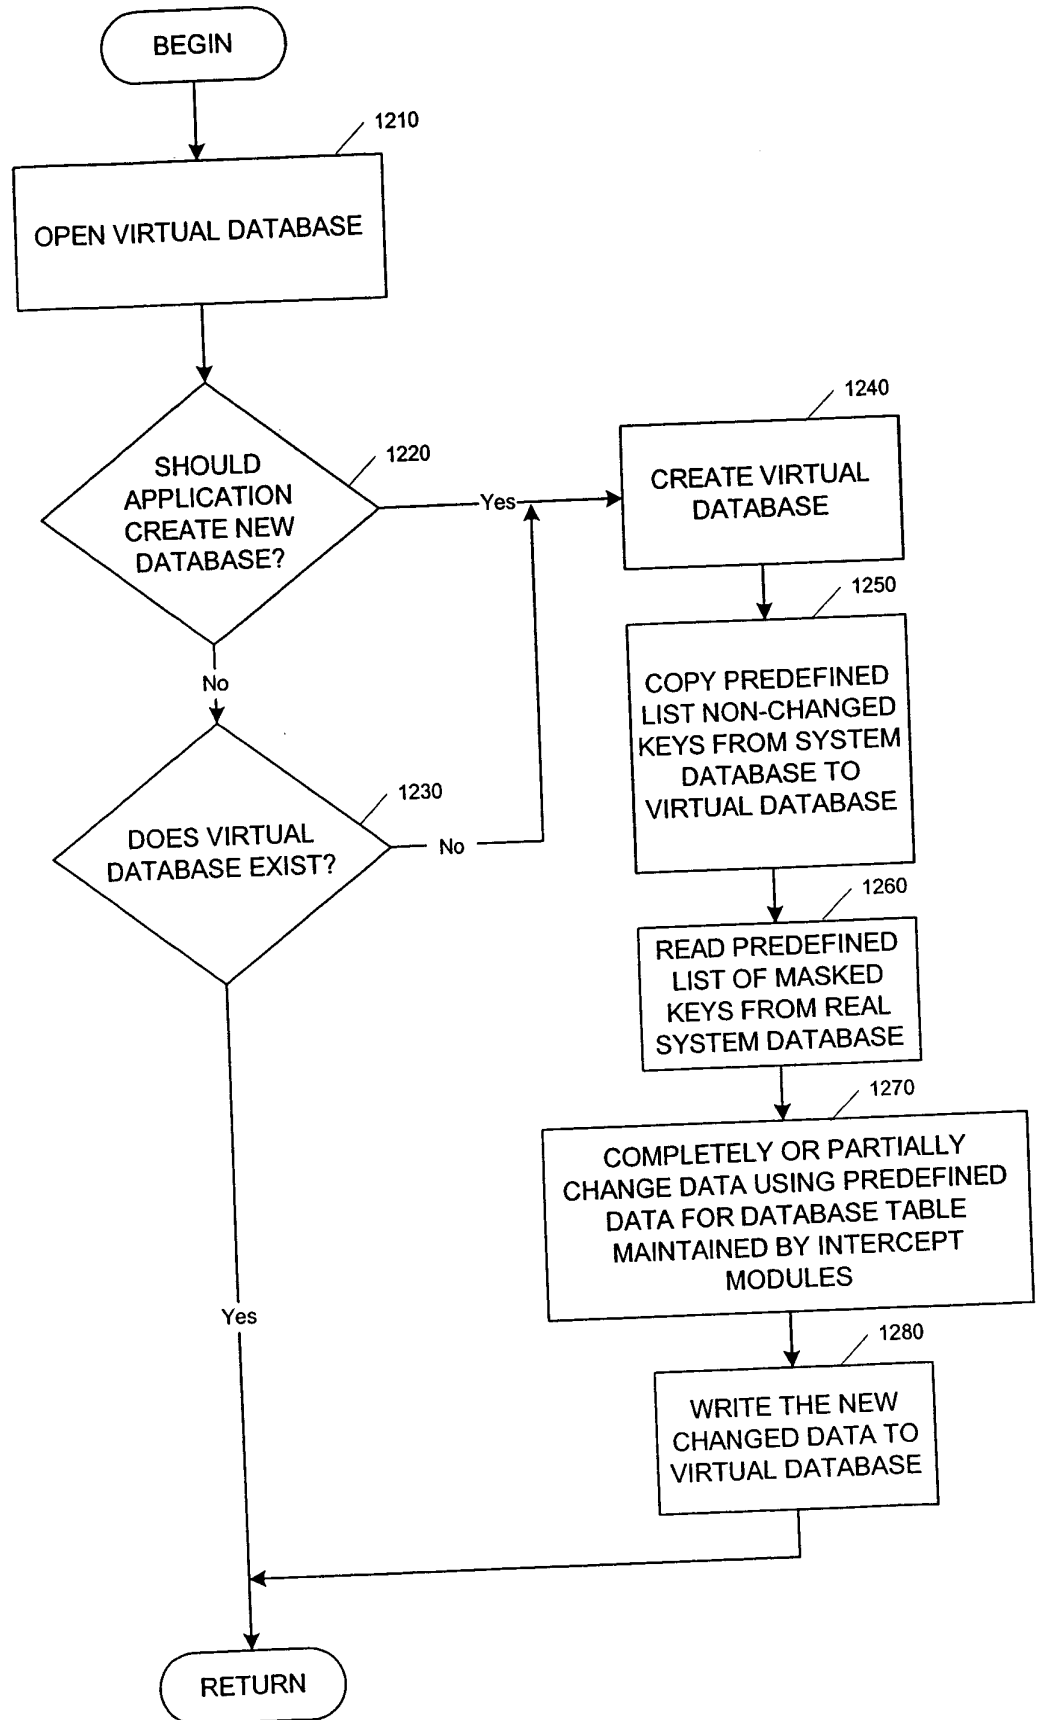 BEGIN
1210
OPEN VIRTUAL DATABASE
1220
SHOULD
APPLICATION
CREATE NEW
DATABASE?
Yes
No
1230
DOES VIRTUAL
DATABASE EXIST?
No
Yes
1240
CREATE VIRTUAL
DATABASE
1250
COPY PREDEFINED
LIST NON-CHANGED
KEYS FROM SYSTEM
DATABASE TO
VIRTUAL DATABASE
1260
READ PREDEFINED
LIST OF MASKED
KEYS FROM REAL
SYSTEM DATABASE
1270
COMPLETELY OR PARTIALLY
CHANGE DATA USING PREDEFINED
DATA FOR DATABASE TABLE
MAINTAINED BY INTERCEPT
MODULES
1280
WRITE THE NEW
CHANGED DATA TO
VIRTUAL DATABASE
RETURN